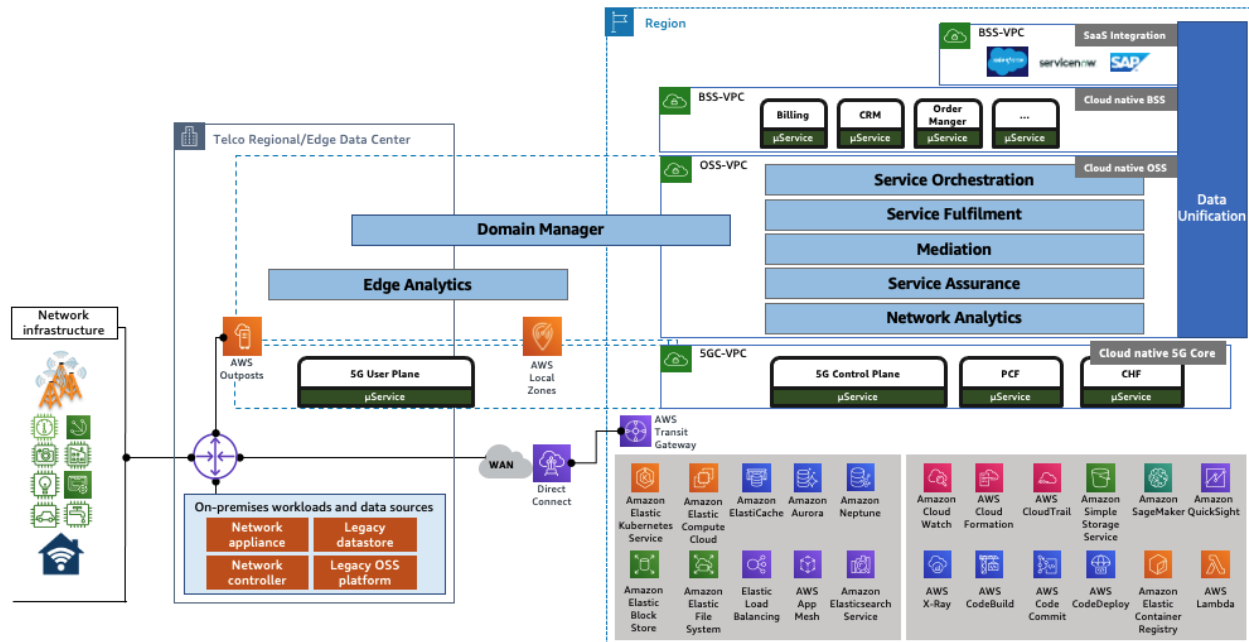 Region
BSS-VPC
SaaS Integration
salesforce
servicenow
SAP
BSS-VPC
Cloud native BSS
Billing
µService
CRM
µService
Order
Manger
µService
...
µService
Data
Unification
Telco Regional/Edge Data Center
OSS-VPC
Cloud native OSS
Service Orchestration
Service Fulfilment
Domain Manager
Mediation
Edge Analytics
Service Assurance
Network Analytics
Network
infrastructure
AWS
Outposts
5G User Plane
µService
AWS
Local
Zones
5GC-VPC
Cloud native 5G Core
5G Control Plane
µService
PCF
µService
CHF
µService
AWS
Transit
Gateway
WAN
Direct
Connect
On-premises workloads and data sources
Network
appliance
Legacy
datastore
Network
controller
Legacy OSS
platform
Amazon
Elastic
Kubernetes
Service
Amazon
Elastic
Compute
Cloud
Amazon
ElastiCache
Amazon
Aurora
Amazon
Neptune
Amazon
Cloud
Watch
AWS
Cloud
Formation
AWS
CloudTrail
Amazon
Simple
Storage
Service
Amazon
SageMaker
Amazon
QuickSight
Amazon
Elastic
Block
Store
Amazon
Elastic
File
System
Elastic
Load
Balancing
AWS
App
Mesh
Amazon
Elasticsearch
Service
AWS
X-Ray
AWS
CodeBuild
AWS
Code
Commit
AWS
CodeDeploy
Amazon
Elastic
Container
Registry
AWS
Lambda